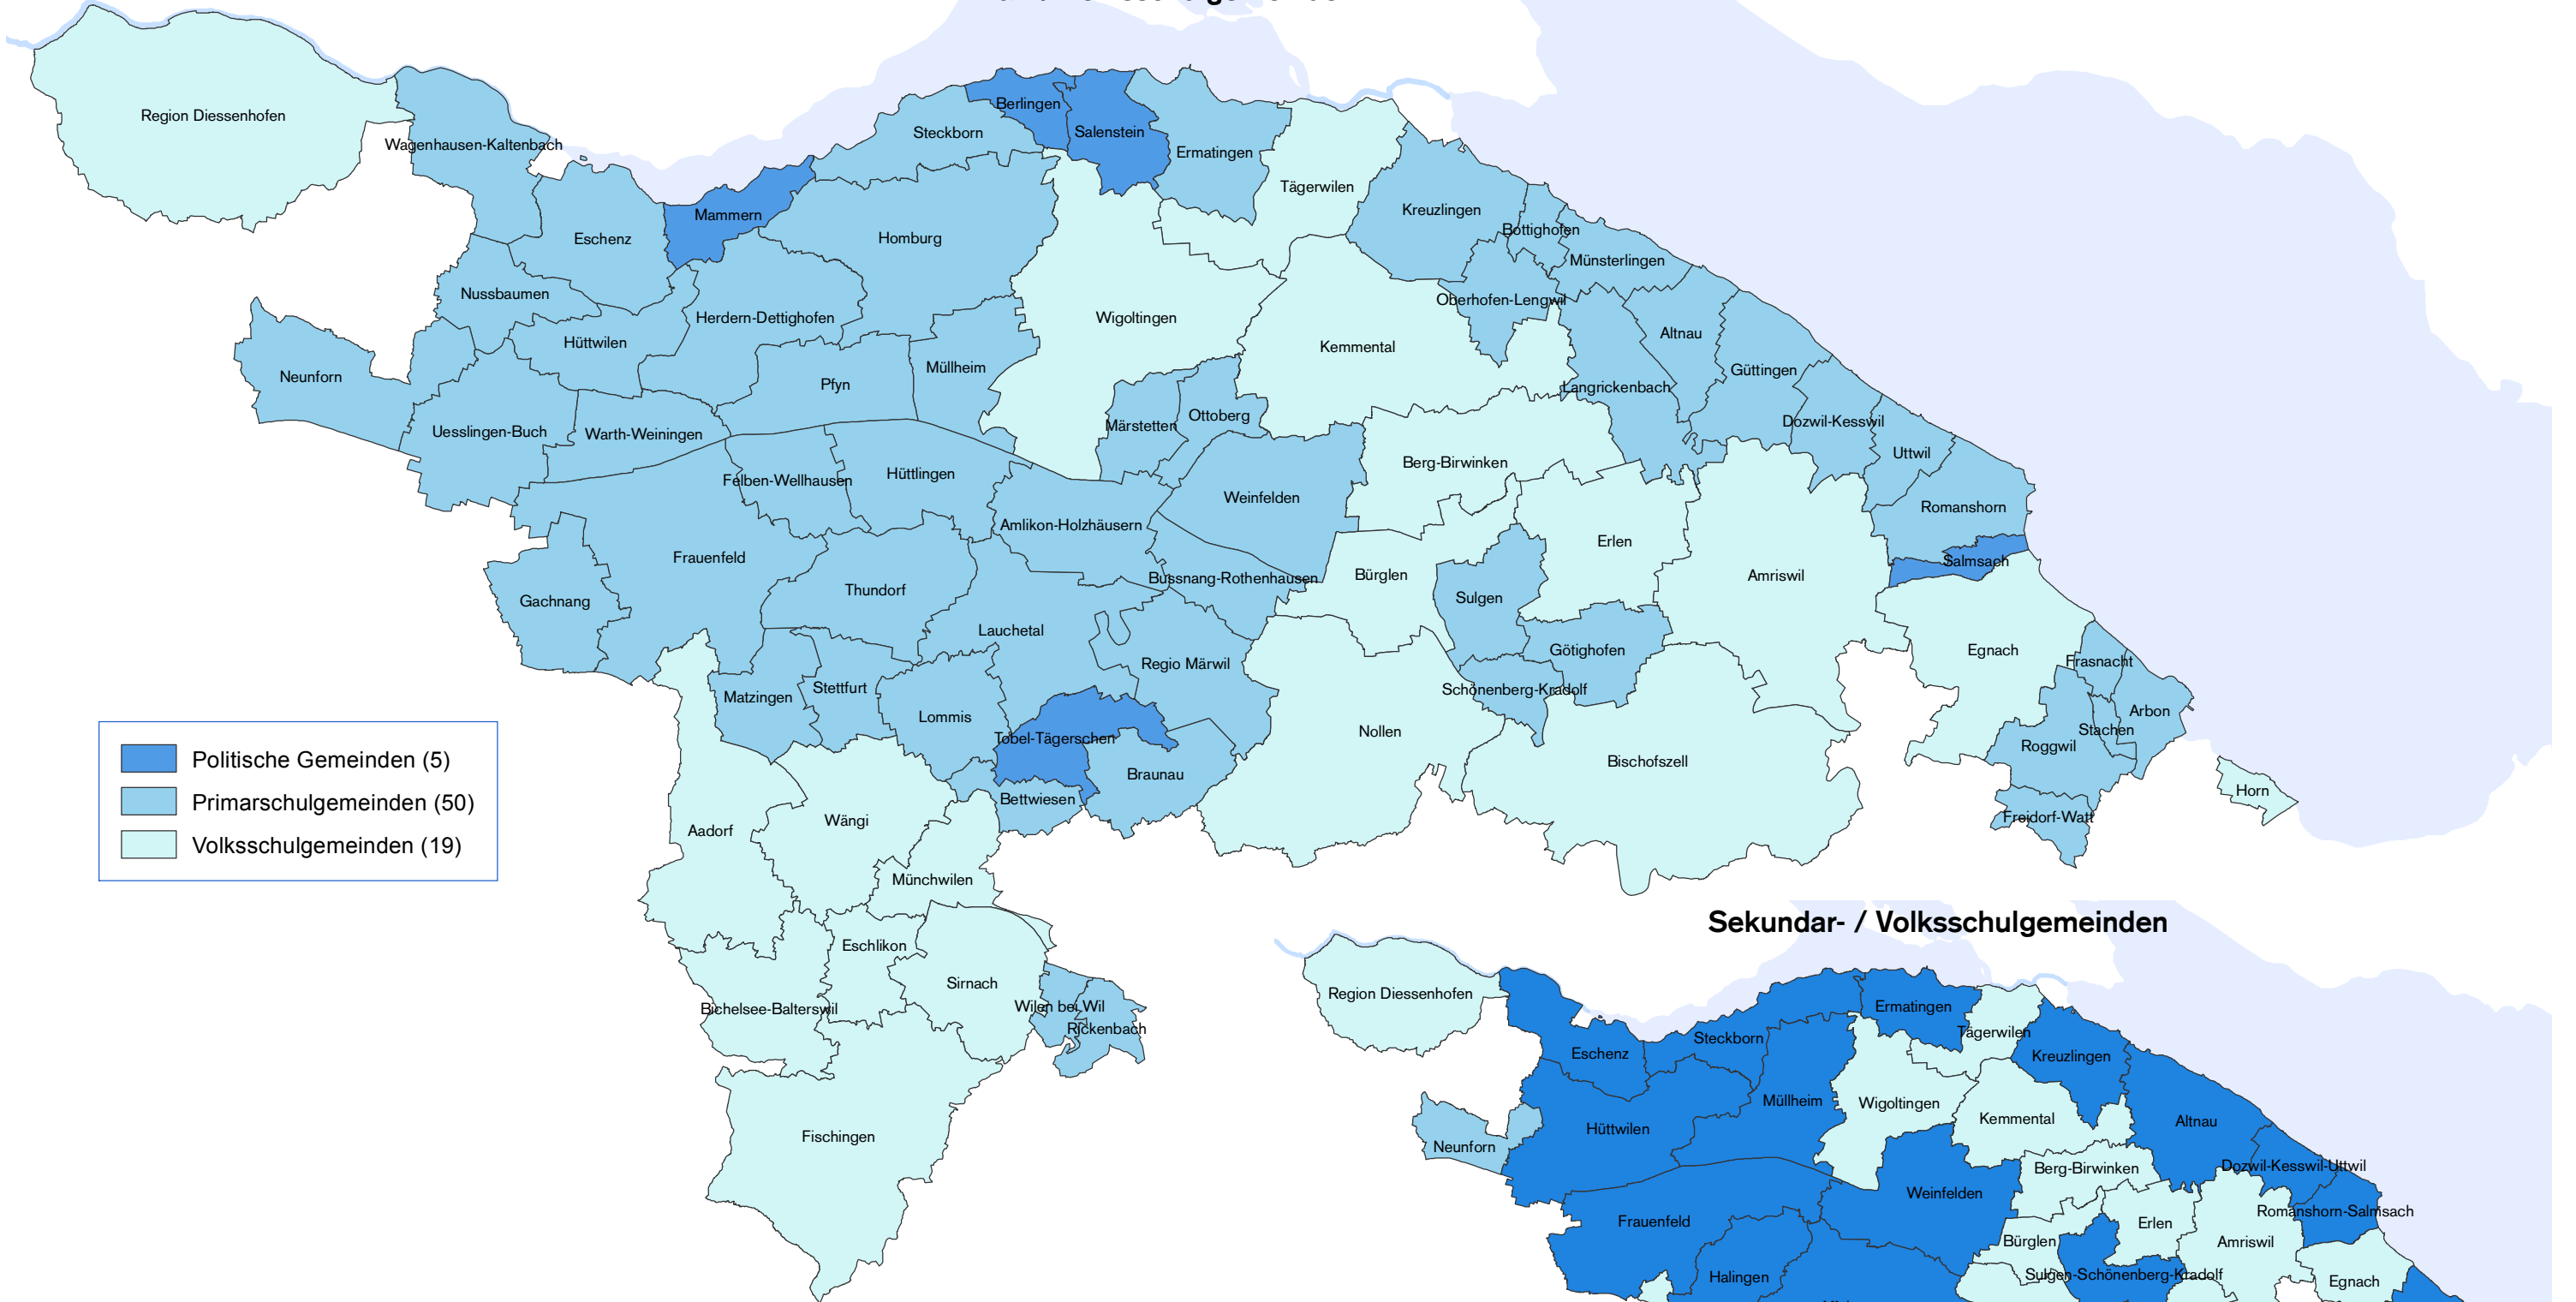 Region Diessenhofen
Wagenhausen-Kaltenbach
Berlingen
Steckborn
Salenstein
Ermatingen
Tägerwilen
Mammern
Kreuzlingen
Eschenz
Homburg
Bottighofen
Münsterlingen
Nussbaumen
Oberhofen-Lengwil
Herdern-Dettighofen
Wigoltingen
Altnau
Hüttwilen
Kemmental
Neunforn
Müllheim
Güttingen
Pfyn
Langrickenbach
Ottoberg
Dozwil-Kesswil
Märstetten
Uesslingen-Buch
Warth-Weiningen
Uttwil
Berg-Birwinken
Felben-Wellhausen
Hüttlingen
Weinfelden
Romanshorn
Amlikon-Holzhäusern
Erlen
Frauenfeld
Salmsach
Bürglen
Amriswil
Bussnang-Rothenhausen
Thundorf
Gachnang
Sulgen
Lauchetal
Götighofen
Egnach
Regio Märwil
Frasnacht
Matzingen
Stettfurt
Schönenberg-Kradolf
Lommis
Arbon
Nollen
Stachen
Tobel-Tägerschen
Roggwil
Braunau
Bischofszell
Horn
Bettwiesen
Freidorf-Watt
Wängi
Aadorf
Münchwilen
Eschlikon
Sirnach
Bichelsee-Balterswil
Wilen bei Wil
Rickenbach
Fischingen
Politische Gemeinden (5)
Primarschulgemeinden (50)
Volksschulgemeinden (19)
Sekundar- / Volksschulgemeinden
Region Diessenhofen
Ermatingen
Tägerwilen
Steckborn
Eschenz
Kreuzlingen
Müllheim
Wigoltingen
Kemmental
Altnau
Hüttwilen
Neunforn
Dozwil-Kesswil-Uttwil
Berg-Birwinken
Weinfelden
Romanshorn-Salmsach
Frauenfeld
Erlen
Bürglen
Amriswil
Sulgen-Schönenberg-Kradolf
Halingen
Egnach